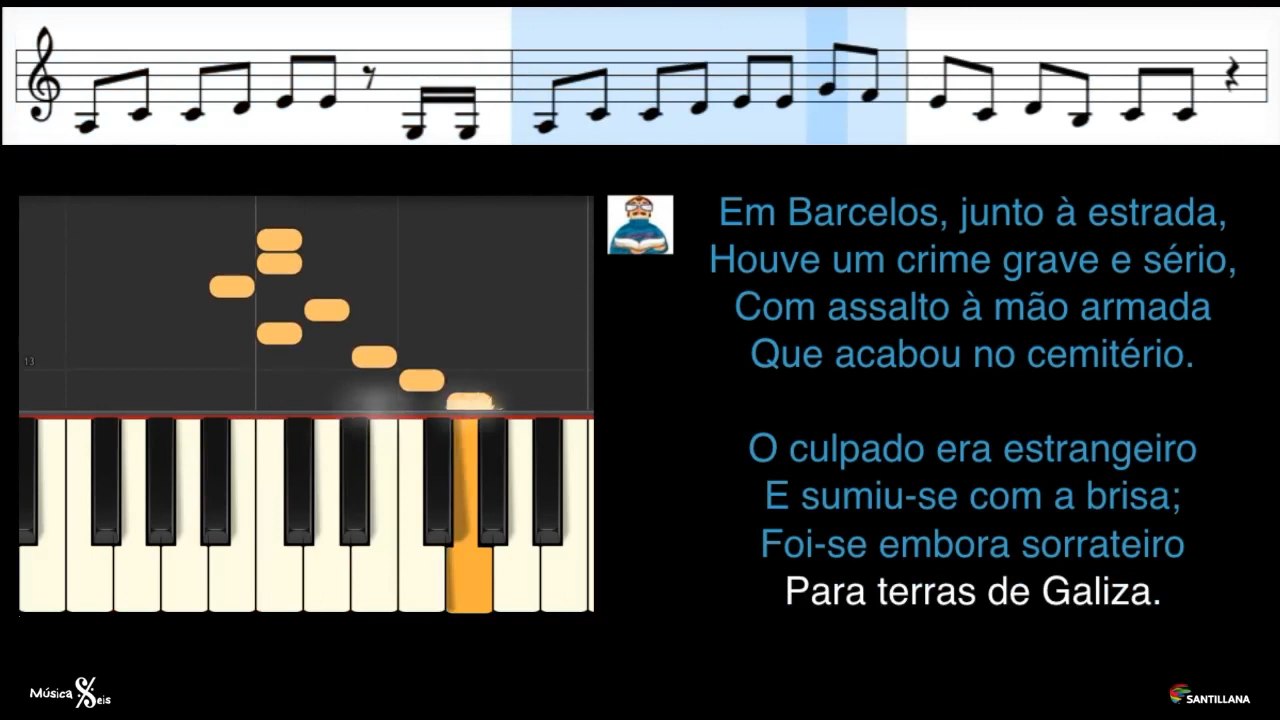 13
Em Barcelos, junto à estrada,
Houve um crime grave e sério,
Com assalto à mão armada
Que acabou no cemitério.
O culpado era estrangeiro
E sumiu-se com a brisa;
Foi-se embora sorrateiro
Para terras de Galiza.
Música Seis
SANTILLANA